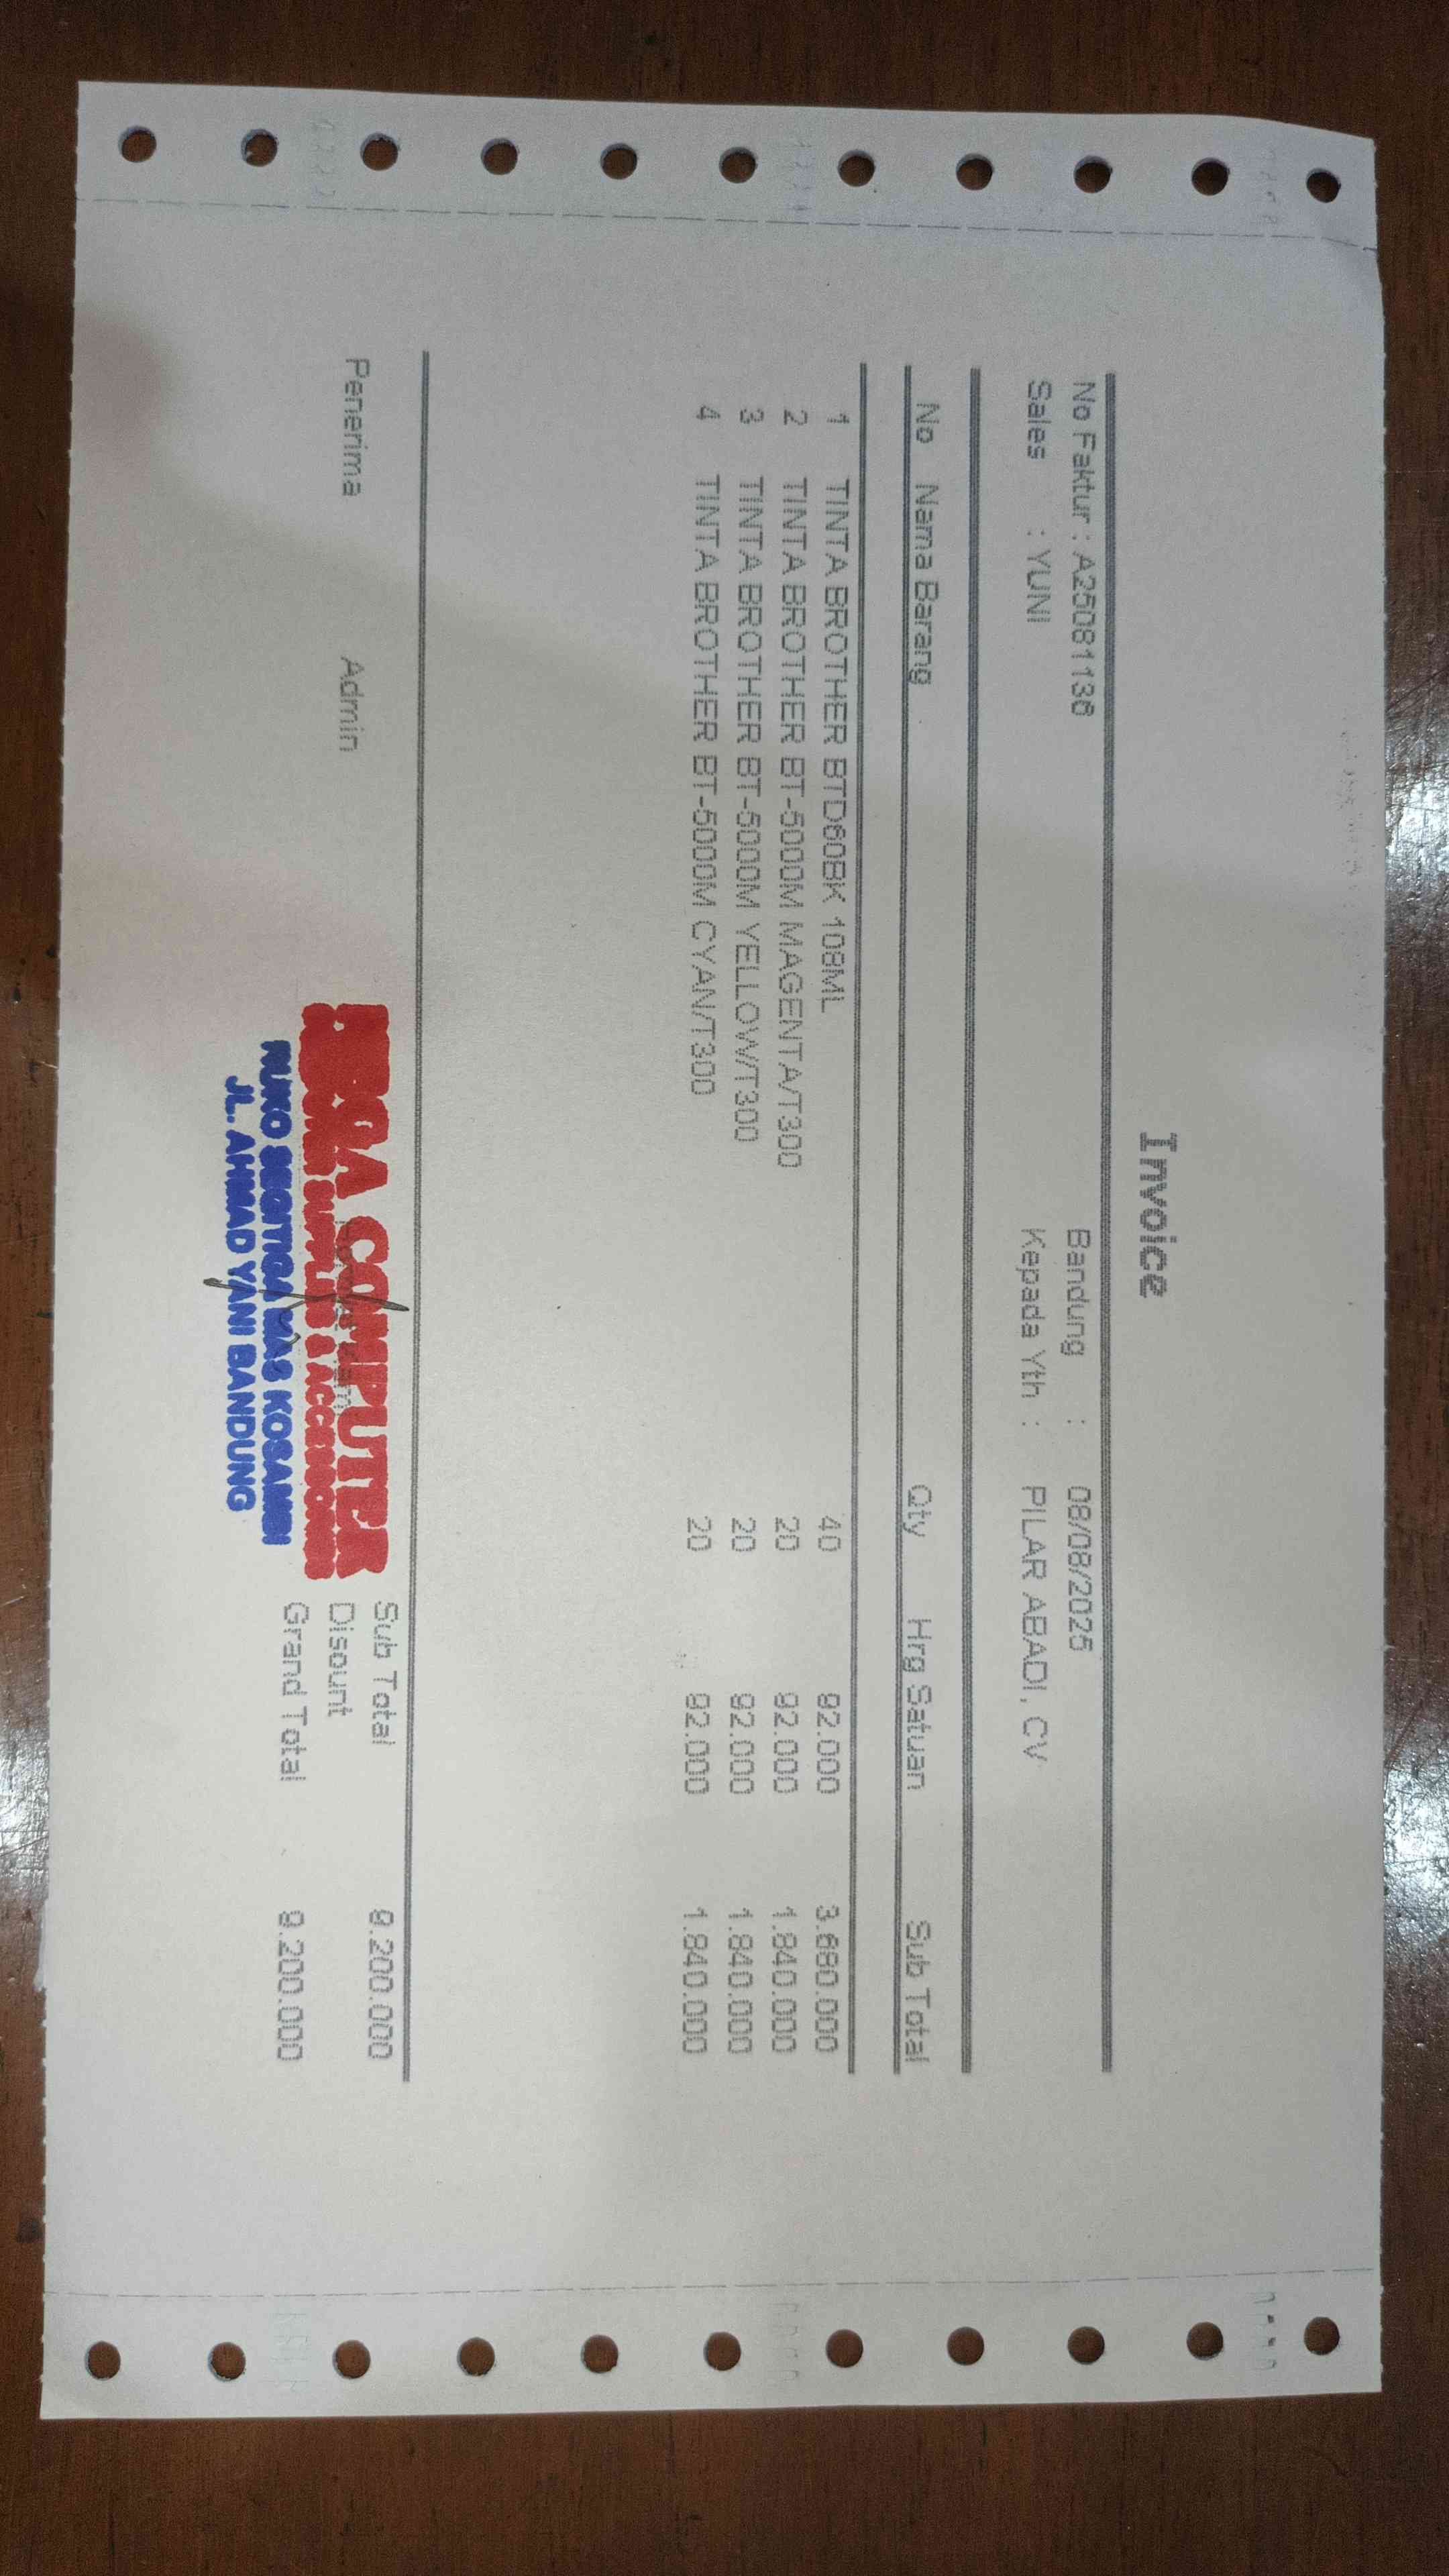 Invoice
No Faktur : A25081136 Bandung : 08/08/2025
Sales : YUNI Kepada Yth : PILAR ABADI, CV
No Nama Barang Qty Hrg Satuan Sub Total
1 TINTA BROTHER BTD60BK 108ML 40 92.000 3.680.000
2 TINTA BROTHER BT-5000M MAGENTA/T300 20 92.000 1.840.000
3 TINTA BROTHER BT-5000M YELLOW/T300 20 92.000 1.840.000
4 TINTA BROTHER BT-5000M CYAN/T300 20 92.000 1.840.000
Penerima Admin Sub Total 9.200.000
Disount
Grand Total 9.200.000
COMPUTER
SUPPLIES & ACCESSORIES
RUKO SEGITIGA MAS KOSAMBI
JL. AHMAD YANI BANDUNG